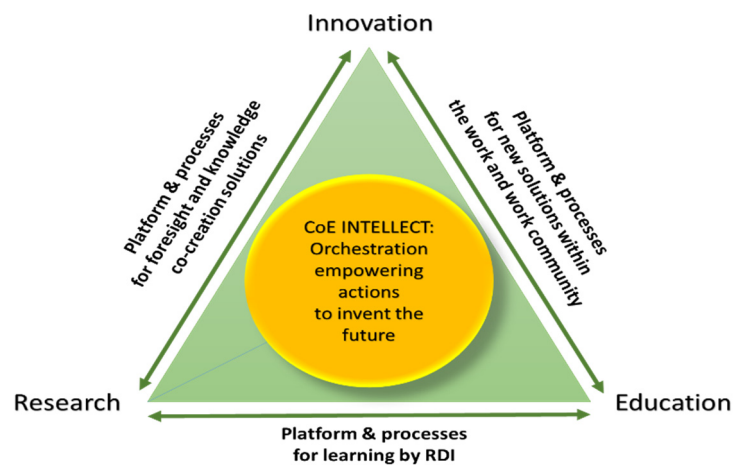 Innovation
Platform & processes
for foresight and knowledge
co-creation solutions
Platform & processes
for new solutions within
the work and work community
CoE INTELLECT:
Orchestration
empowering
actions
to invent the
future
Research
Education
Platform & processes
for learning by RDI